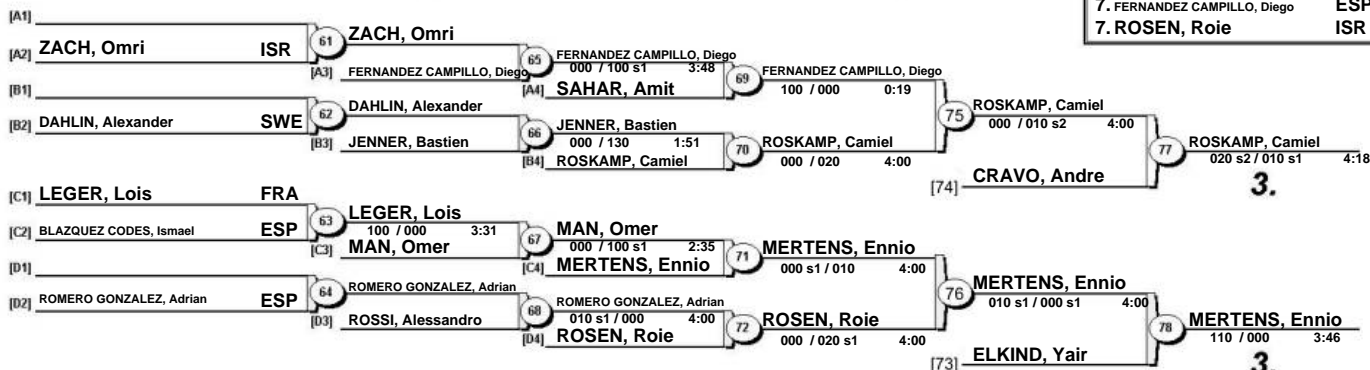 7. FERNANDEZ CAMPILLO, Diego ESP
7. ROSEN, Roie ISR
[A1]
[A2] ZACH, Omri ISR
61
ZACH, Omri
[A3] FERNANDEZ CAMPILLO, Diego
65
FERNANDEZ CAMPILLO, Diego
000 / 100 s1 3:48
[A4] SAHAR, Amit
69
FERNANDEZ CAMPILLO, Diego
100 / 000 0:19
[B1]
[B2] DAHLIN, Alexander SWE
62
DAHLIN, Alexander
[B3] JENNER, Bastien
66
JENNER, Bastien
000 / 130 1:51
[B4] ROSKAMP, Camiel
70
ROSKAMP, Camiel
000 / 020 4:00
75
ROSKAMP, Camiel
000 / 010 s2 4:00
[74] CRAVO, Andre
77
ROSKAMP, Camiel
020 s2 / 010 s1 4:18
3.
[C1] LEGER, Lois FRA
[C2] BLAZQUEZ CODES, Ismael ESP
63
LEGER, Lois
100 / 000 3:31
[C3] MAN, Omer
67
MAN, Omer
000 / 100 s1 2:35
[C4] MERTENS, Ennio
71
MERTENS, Ennio
000 s1 / 010 4:00
[D1]
[D2] ROMERO GONZALEZ, Adrian ESP
64
ROMERO GONZALEZ, Adrian
[D3] ROSSI, Alessandro
68
ROMERO GONZALEZ, Adrian
010 s1 / 000 4:00
[D4] ROSEN, Roie
72
ROSEN, Roie
000 / 020 s1 4:00
76
MERTENS, Ennio
010 s1 / 000 s1 4:00
[73] ELKIND, Yair
78
MERTENS, Ennio
110 / 000 3:46
3.